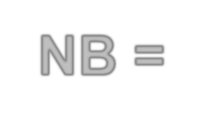 NB =